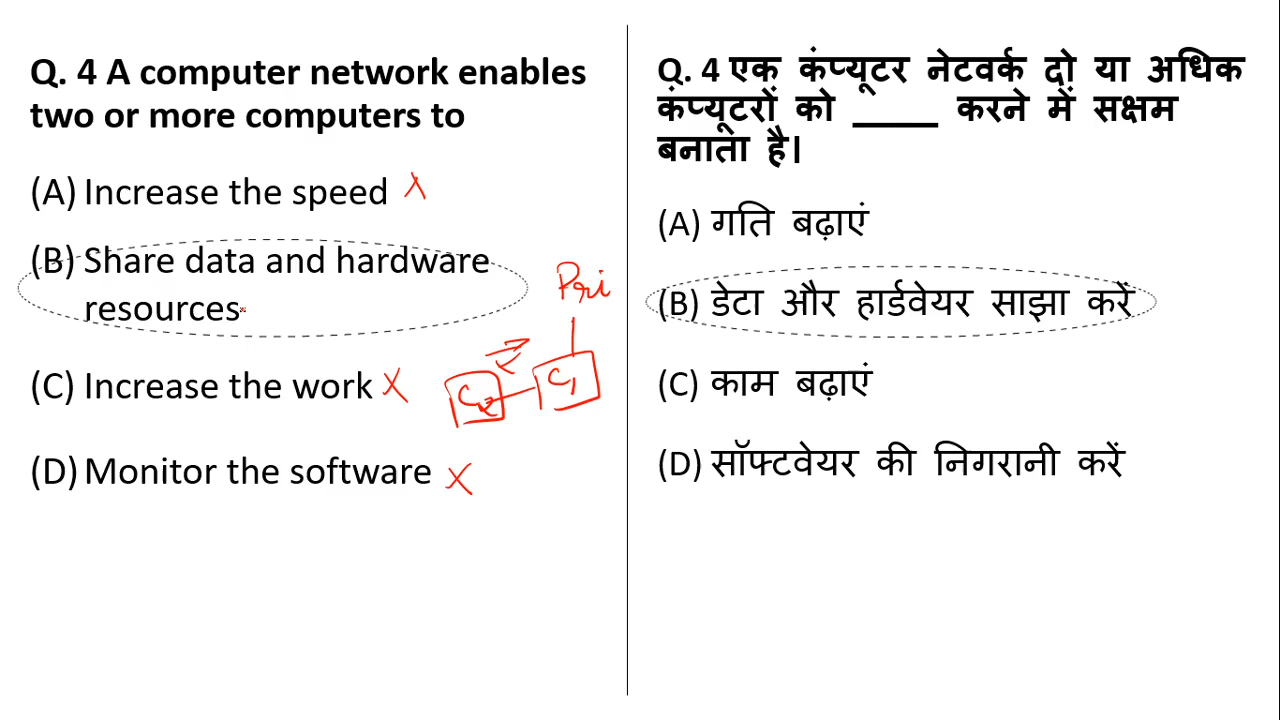 Q. 4 A computer network enables
two or more computers to
(A) Increase the speed X
(B) Share data and hardware
resources
(C) Increase the work X
(D) Monitor the software X
Pri
C₂ C₁
Q. 4 एक कंप्यूटर नेटवर्क दो या अधिक
कंप्यूटरों को _____ करने में सक्षम
बनाता है।
(A) गति बढ़ाएं
(B) डेटा और हार्डवेयर साझा करें
(C) काम बढ़ाएं
(D) सॉफ्टवेयर की निगरानी करें